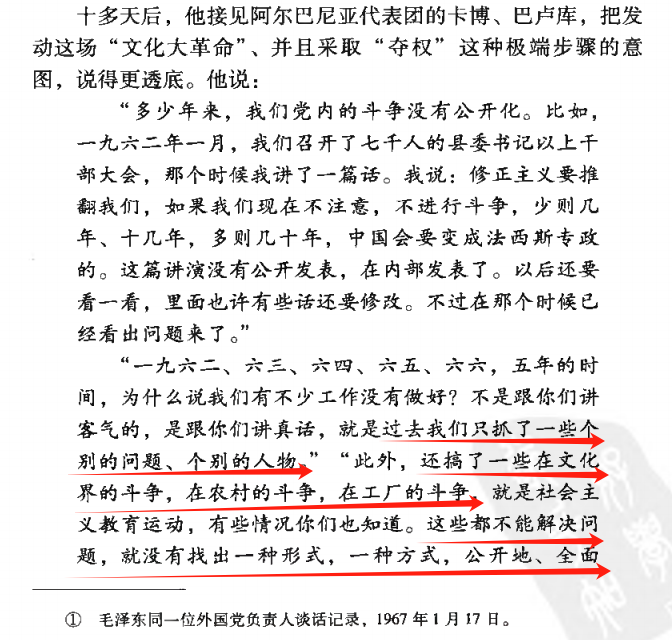 十多天后，他接见阿尔巴尼亚代表团的卡博、巴卢库，把发
动这场“文化大革命”、并且采取“夺权”这种极端步骤的意
图，说得更透底。他说：
“多少年来，我们党内的斗争没有公开化。比如，
一九六二年一月，我们召开了七千人的县委书记以上干
部大会，那个时候我讲了一篇话。我说：修正主义要推
翻我们，如果我们现在不注意，不进行斗争，少则几
年、十几年，多则几十年，中国会要变成法西斯专政
的。这篇讲演没有公开发表，在内部发表了。以后还要
看一看，里面也许有些话还要修改。不过在那个时候已
经看出问题来了。”
“一九六二、六三、六四、六五、六六，五年的时
间，为什么说我们有不少工作没有做好？不是跟你们讲
客气的，是跟你们讲真话，就是过去我们只抓了一些个
别的问题、个别的人物。”“此外，还搞了一些在文化
界的斗争，在农村的斗争，在工厂的斗争，就是社会主
义教育运动，有些情况你们也知道。这些都不能解决问
题，就没有找出一种形式，一种方式，公开地、全面
① 毛泽东同一位外国党负责人谈话记录，1967年1月17日。